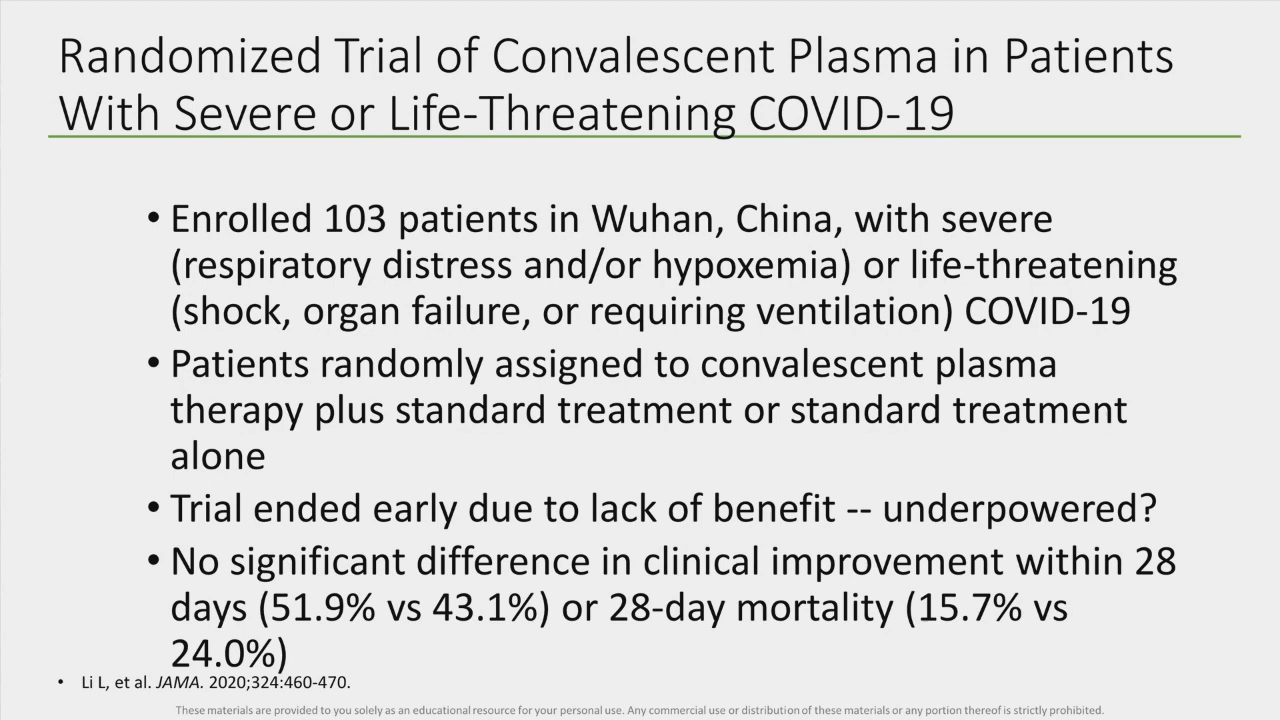 Randomized Trial of Convalescent Plasma in Patients
With Severe or Life-Threatening COVID-19
• Enrolled 103 patients in Wuhan, China, with severe
(respiratory distress and/or hypoxemia) or life-threatening
(shock, organ failure, or requiring ventilation) COVID-19
• Patients randomly assigned to convalescent plasma
therapy plus standard treatment or standard treatment
alone
• Trial ended early due to lack of benefit -- underpowered?
• No significant difference in clinical improvement within 28
days (51.9% vs 43.1%) or 28-day mortality (15.7% vs
24.0%)
• Li L, et al. JAMA. 2020;324:460-470.
These materials are provided to you solely as an educational resource for your personal use. Any commercial use or distribution of these materials or any portion thereof is strictly prohibited.